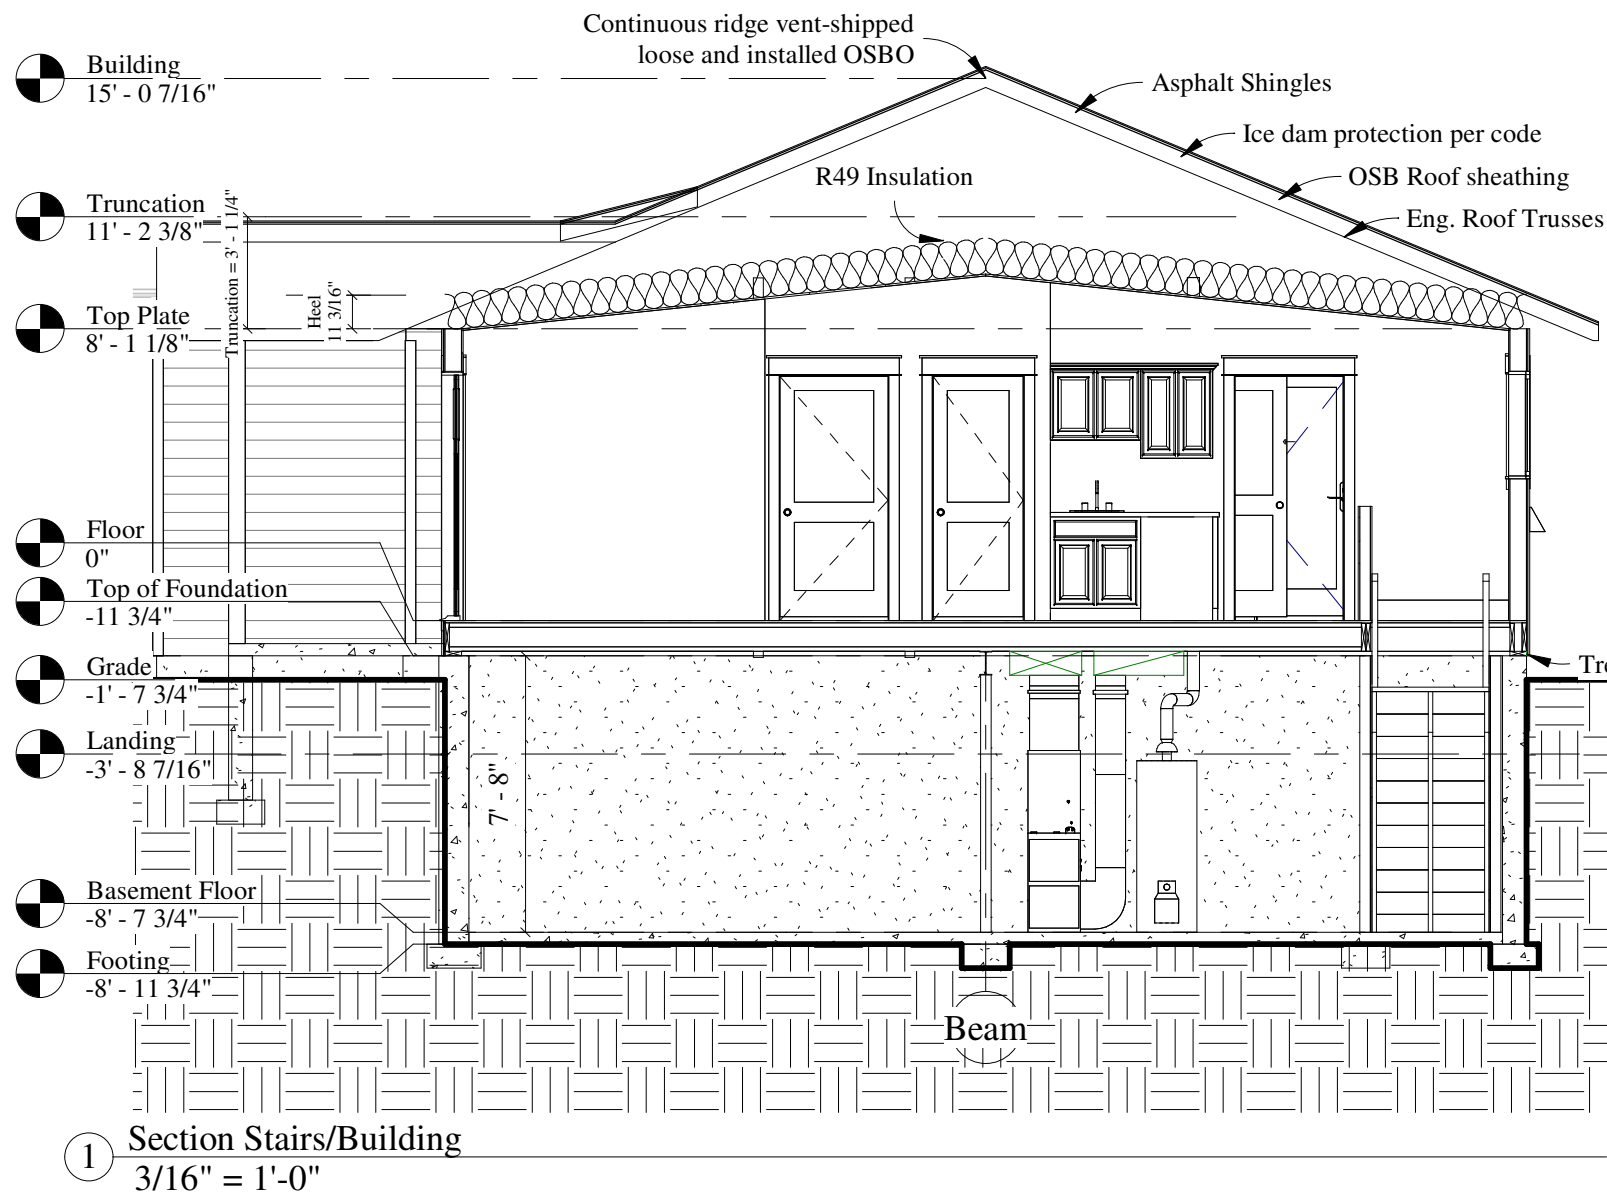 Continuous ridge vent-shipped
loose and installed OSBO
Building
15' - 0 7/16"
Asphalt Shingles
Ice dam protection per code
R49 Insulation
OSB Roof sheathing
Truncation
11' - 2 3/8"
Eng. Roof Trusses
Truncation = 3' - 1 1/4"
Heel
11 3/16"
Top Plate
8' - 1 1/8"
Floor
0"
Top of Foundation
-11 3/4"
Grade
-1' - 7 3/4"
Tre
Landing
-3' - 8 7/16"
7' - 8"
Basement Floor
-8' - 7 3/4"
Footing
-8' - 11 3/4"
Beam
1
Section Stairs/Building
3/16" = 1'-0"